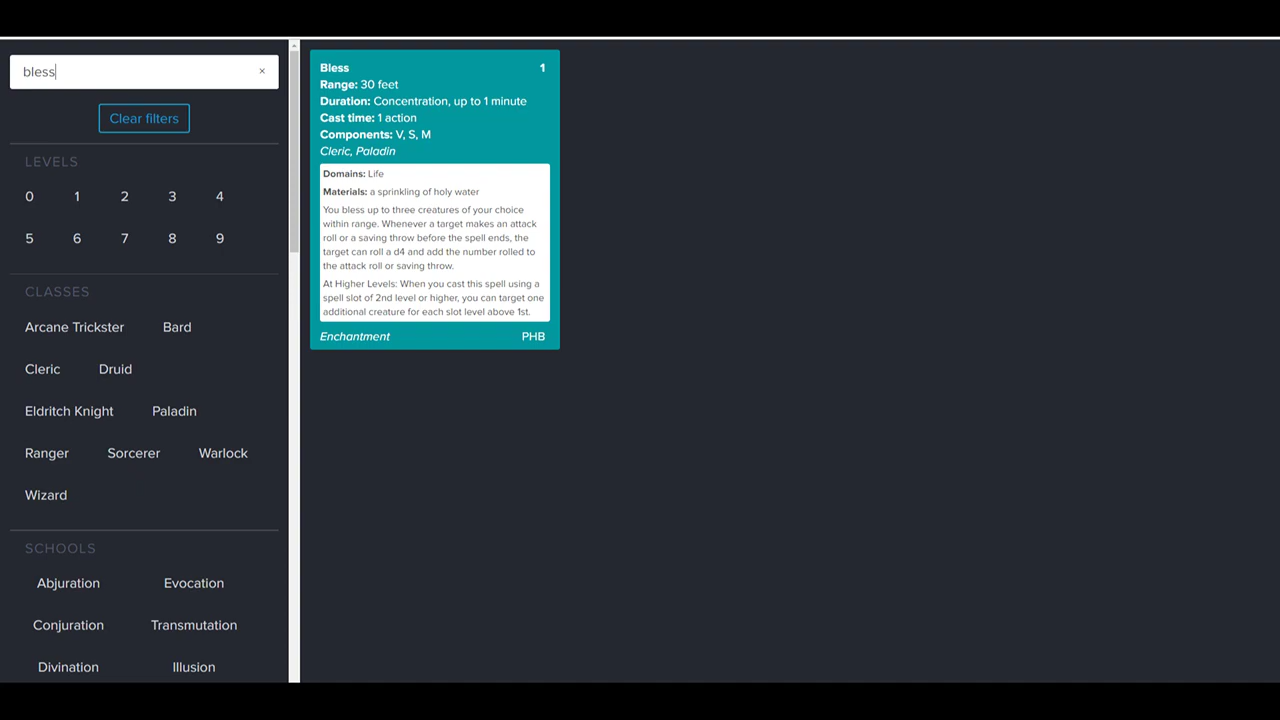 bless
×
Clear filters
LEVELS
0 1 2 3 4
5 6 7 8 9
CLASSES
Arcane Trickster Bard
Cleric Druid
Eldritch Knight Paladin
Ranger Sorcerer Warlock
Wizard
SCHOOLS
Abjuration Evocation
Conjuration Transmutation
Divination Illusion
Bless 1
Range: 30 feet
Duration: Concentration, up to 1 minute
Cast time: 1 action
Components: V, S, M
Cleric, Paladin
Domains: Life
Materials: a sprinkling of holy water
You bless up to three creatures of your choice
within range. Whenever a target makes an attack
roll or a saving throw before the spell ends, the
target can roll a d4 and add the number rolled to
the attack roll or saving throw.
At Higher Levels: When you cast this spell using a
spell slot of 2nd level or higher, you can target one
additional creature for each slot level above 1st.
Enchantment PHB